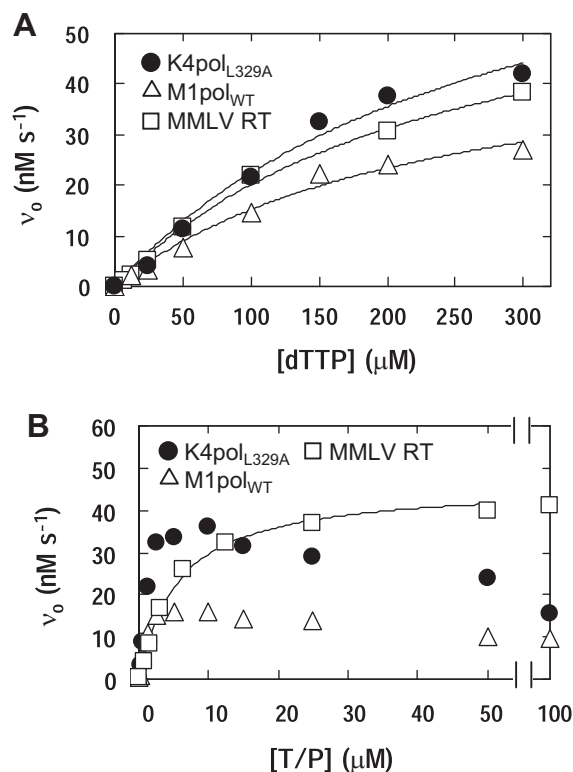 A
K4polL329A
M1polWT
MMLV RT
νo (nM s-1)
50
40
30
20
10
0
0 50 100 150 200 250 300
[dTTP] (μM)
B
K4polL329A MMLV RT
M1polWT
νo (nM s-1)
60
50
40
30
20
10
0
0 10 20 30 40 50 100
[T/P] (μM)